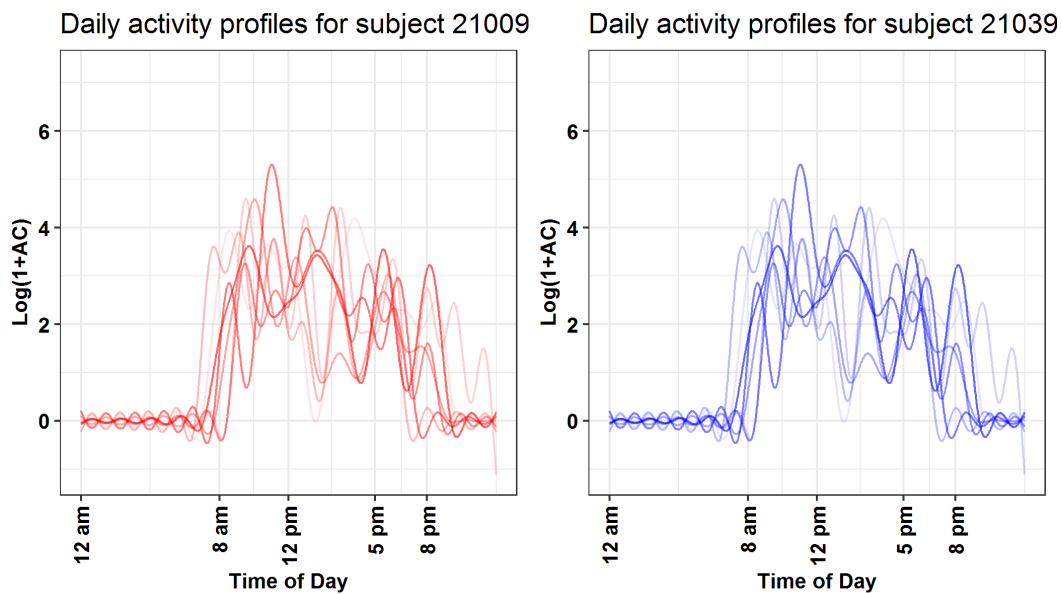 Daily activity profiles for subject 21009
Log(1+AC)
6
4
2
0
12 am
8 am
12 pm
5 pm
8 pm
Time of Day
Daily activity profiles for subject 21039
Log(1+AC)
6
4
2
0
12 am
8 am
12 pm
5 pm
8 pm
Time of Day